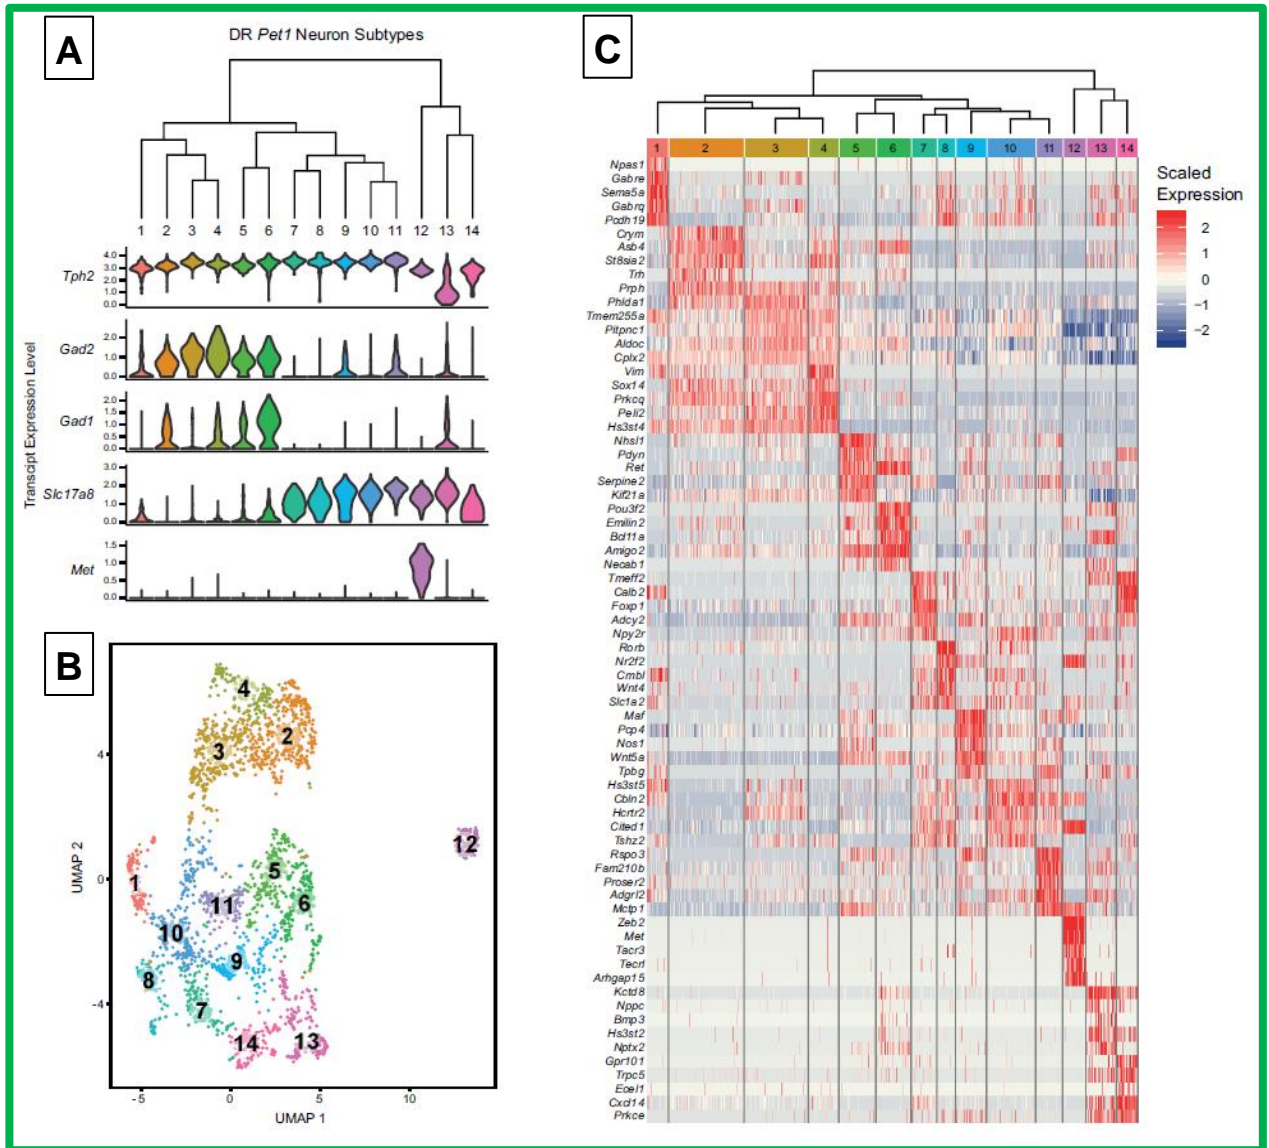 A
DR Pet1 Neuron Subtypes
1 2 3 4 5 6 7 8 9 10 11 12 13 14
Transcipt Expression Level
Tph2
4.0
3.0
2.0
1.0
0.0
Gad2
2.0
1.0
0.0
Gad1
2.0
1.5
1.0
0.5
0.0
Slc17a8
3.0
2.0
1.0
0.0
Met
1.5
1.0
0.5
0.0
B
UMAP 2
4
0
-4
4
2
3
12
5
1
6
11
10
9
8
7
14
13
-5 0 5 10
UMAP 1
C
1 2 3 4 5 6 7 8 9 10 11 12 13 14
Npas1
Gabre
Sema5a
Gabrq
Pcdh19
Crym
Asb4
St8sia2
Trh
Prph
Phlda1
Tmem255a
Pitpnc1
Aldoc
Cplx2
Vim
Sox14
Prkcq
Peli2
Hs3st4
Nhsl1
Pdyn
Ret
Serpine2
Kif21a
Pou3f2
Emilin2
Bcl11a
Amigo2
Necab1
Tmeff2
Calb2
Foxp1
Adcy2
Npy2r
Rorb
Nr2f2
Cmbl
Wnt4
Slc1a2
Maf
Pcp4
Nos1
Wnt5a
Tpbg
Hs3st5
Cbln2
Hcrtr2
Cited1
Tshz2
Rspo3
Fam210b
Proser2
Adgrl2
Mctp1
Zeb2
Met
Tacr3
Tecrl
Arhgap15
Kctd8
Nppc
Bmp3
Hs3st2
Nptx2
Gpr101
Trpc5
Ecel1
Cxcl14
Prkce
Scaled
Expression
2
1
0
−1
−2